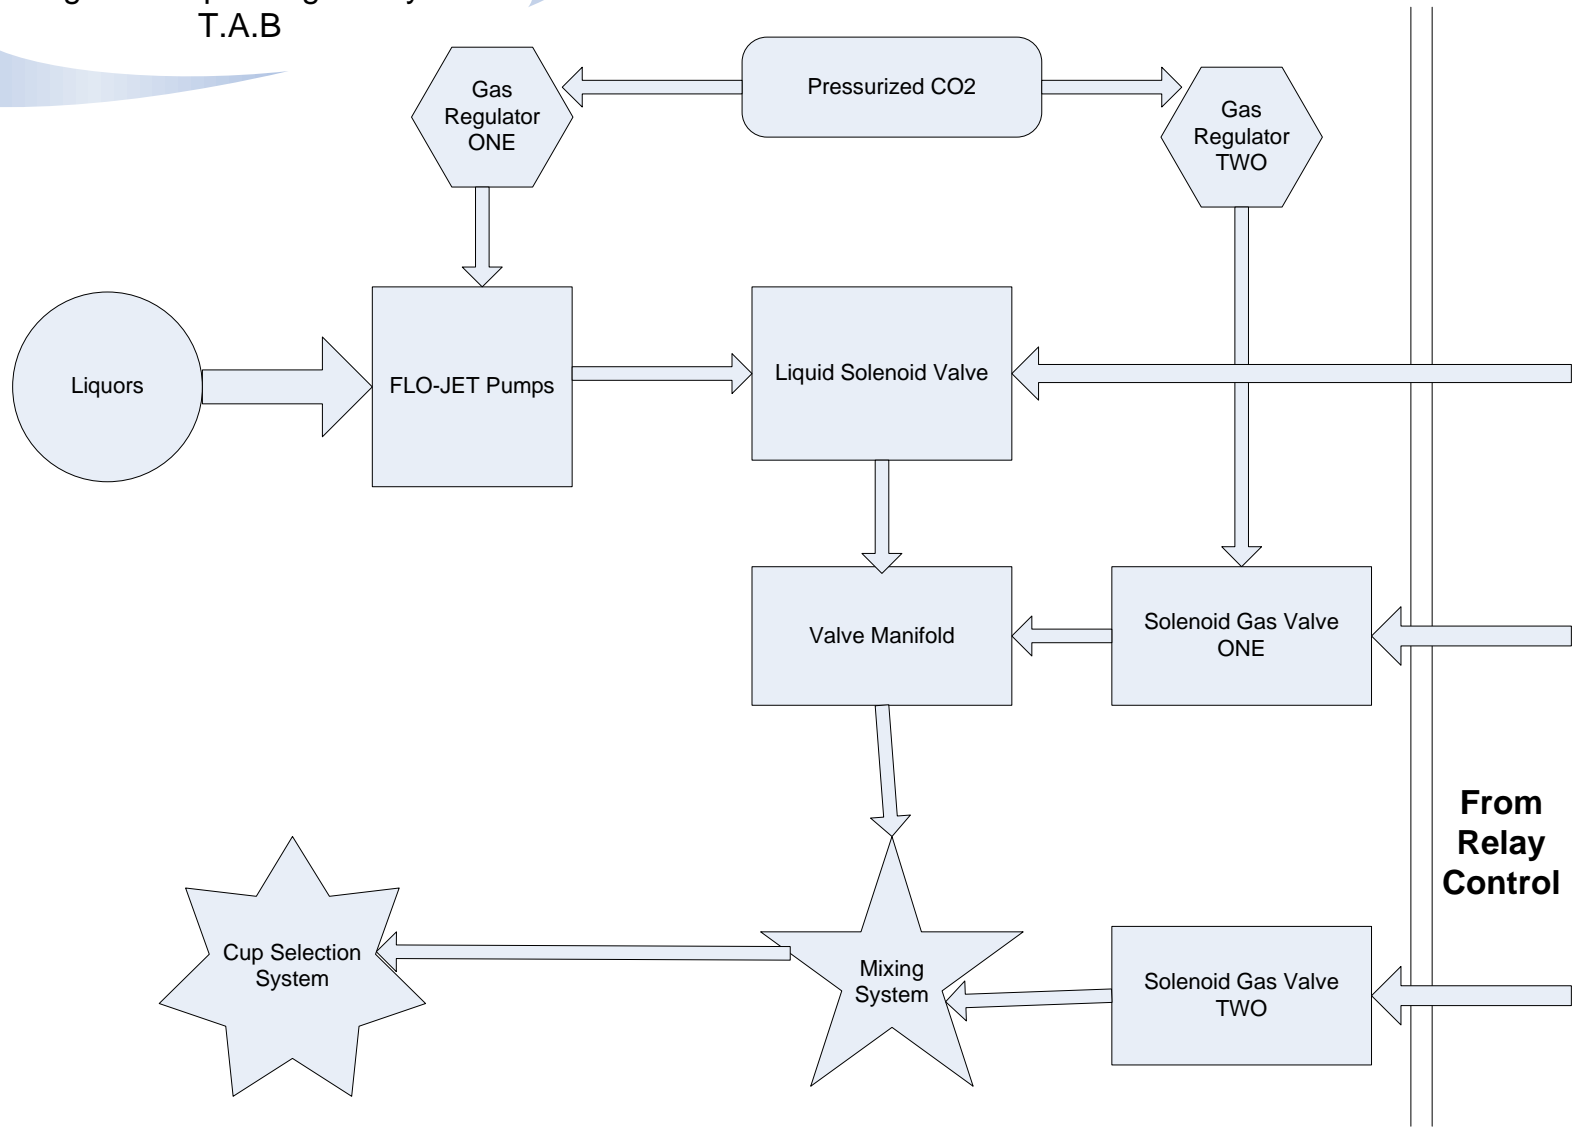 T.A.B
Pressurized CO2
Gas
Regulator
ONE
Gas
Regulator
TWO
Liquors
FLO-JET Pumps
Liquid Solenoid Valve
Valve Manifold
Solenoid Gas Valve
ONE
From
Relay
Control
Cup Selection
System
Mixing
System
Solenoid Gas Valve
TWO